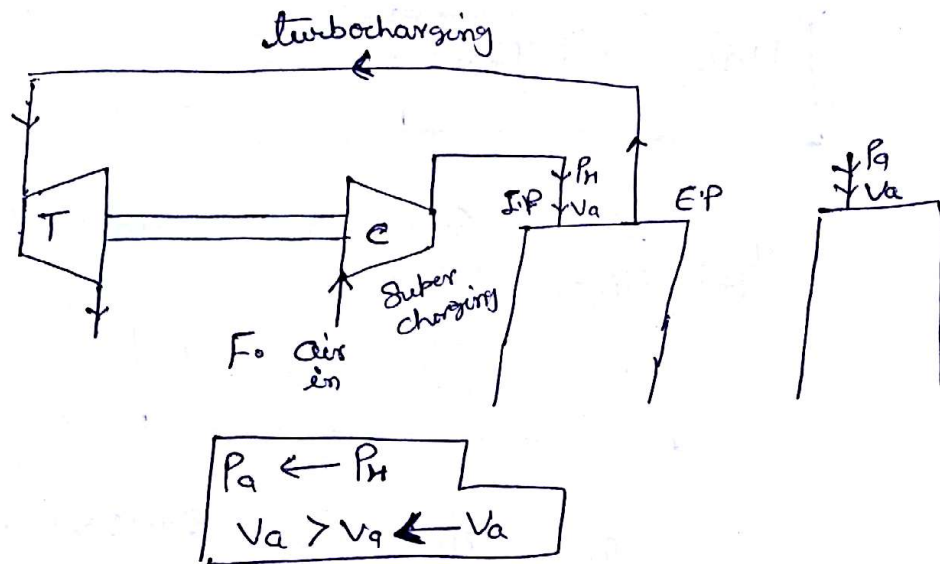 turbocharging
T
C
I.P
PH
Va
E.P
Pa
Va
Super
charging
F. air
in
Pa ← PH
Va > Va ← Va